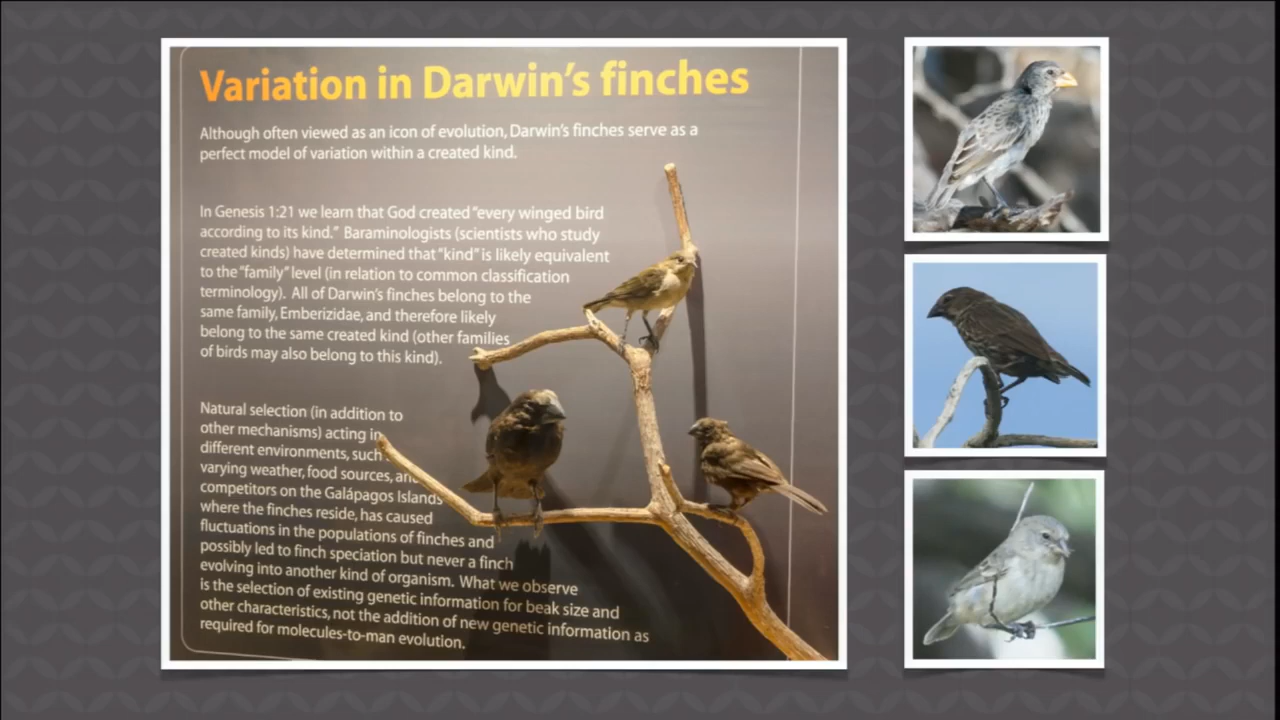 Variation in Darwin's finches
Although often viewed as an icon of evolution, Darwin's finches serve as a
perfect model of variation within a created kind.
In Genesis 1:21 we learn that God created "every winged bird
according to its kind." Baraminologists (scientists who study
created kinds) have determined that "kind" is likely equivalent
to the "family" level (in relation to common classification
terminology). All of Darwin's finches belong to the
same family, Emberizidae, and therefore likely
belong to the same created kind (other families
of birds may also belong to this kind).
Natural selection (in addition to
other mechanisms) acting in
different environments, such
varying weather, food sources, and
competitors on the Galápagos Islands
where the finches reside, has caused
fluctuations in the populations of finches and
possibly led to finch speciation but never a finch
evolving into another kind of organism. What we observe
is the selection of existing genetic information for beak size and
other characteristics, not the addition of new genetic information as
required for molecules-to-man evolution.